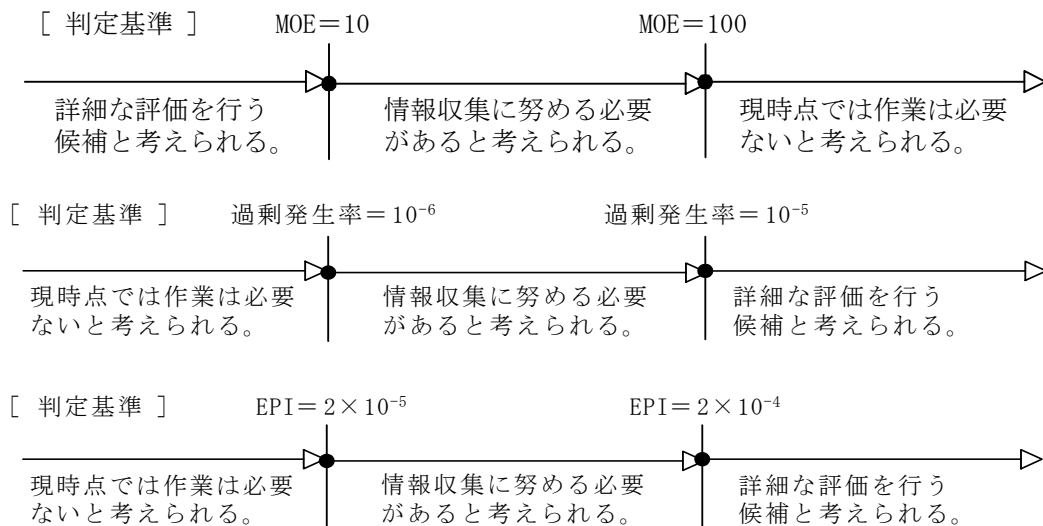 [ 判定基準 ] MOE＝10 MOE＝100
詳細な評価を行う 情報収集に努める必要 現時点では作業は必要
候補と考えられる。 があると考えられる。 ないと考えられる。
[ 判定基準 ] 過剰発生率＝10⁻⁶ 過剰発生率＝10⁻⁵
現時点では作業は必要 情報収集に努める必要 詳細な評価を行う
ないと考えられる。 があると考えられる。 候補と考えられる。
[ 判定基準 ] EPI＝2×10⁻⁵ EPI＝2×10⁻⁴
現時点では作業は必要 情報収集に努める必要 詳細な評価を行う
ないと考えられる。 があると考えられる。 候補と考えられる。